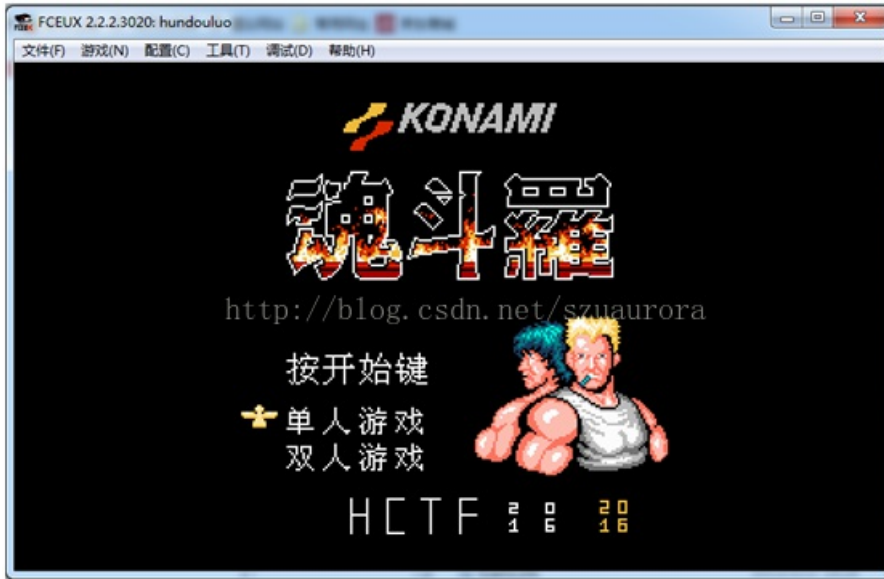 FCEUX 2.2.2.3020: hundouluo
文件(F) 游戏(N) 配置(C) 工具(T) 调试(D) 帮助(H)
KONAMI
魂斗羅
http://blog.csdn.net/szuaurora
按开始键
单人游戏
双人游戏
HCTF 2016 2016